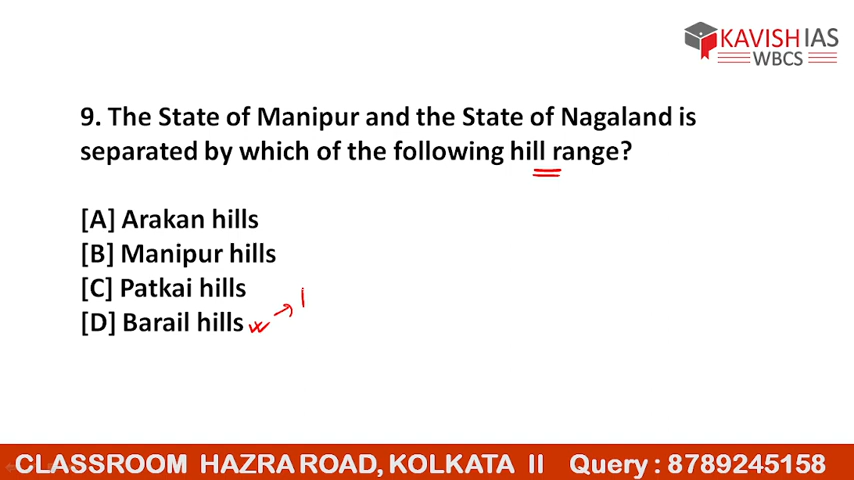 KAVISH IAS
WBCS
9. The State of Manipur and the State of Nagaland is
separated by which of the following hill range?
[A] Arakan hills
[B] Manipur hills
[C] Patkai hills
[D] Barail hills
CLASSROOM HAZRA ROAD, KOLKATA II Query : 8789245158